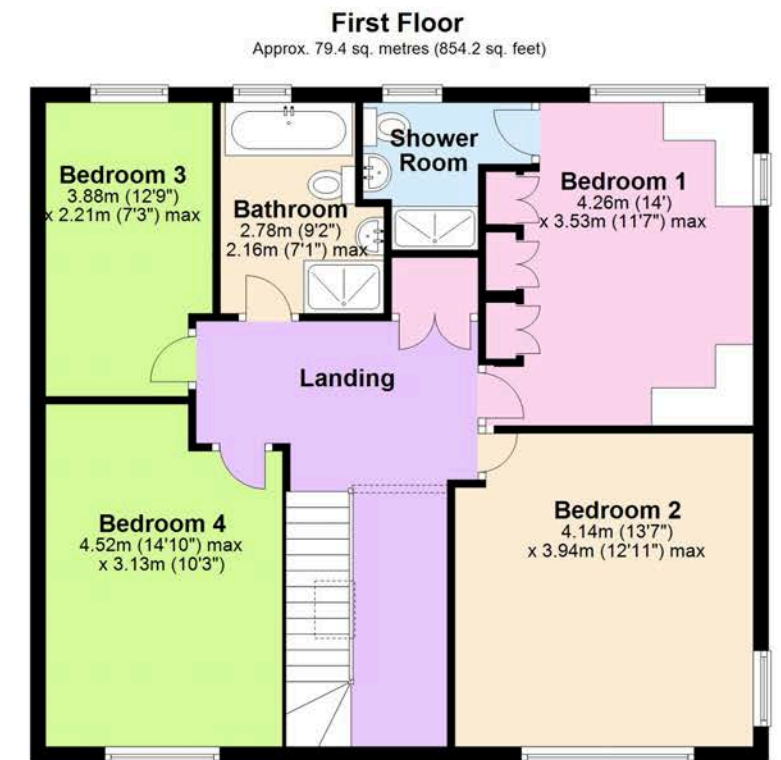 First Floor
Approx. 79.4 sq. metres (854.2 sq. feet)
Bedroom 3
3.88m (12'9")
x 2.21m (7'3") max
Bathroom
2.78m (9'2")
2.16m (7'1") max
Shower
Room
Bedroom 1
4.26m (14')
x 3.53m (11'7") max
Landing
Bedroom 4
4.52m (14'10") max
x 3.13m (10'3")
Bedroom 2
4.14m (13'7")
x 3.94m (12'11") max